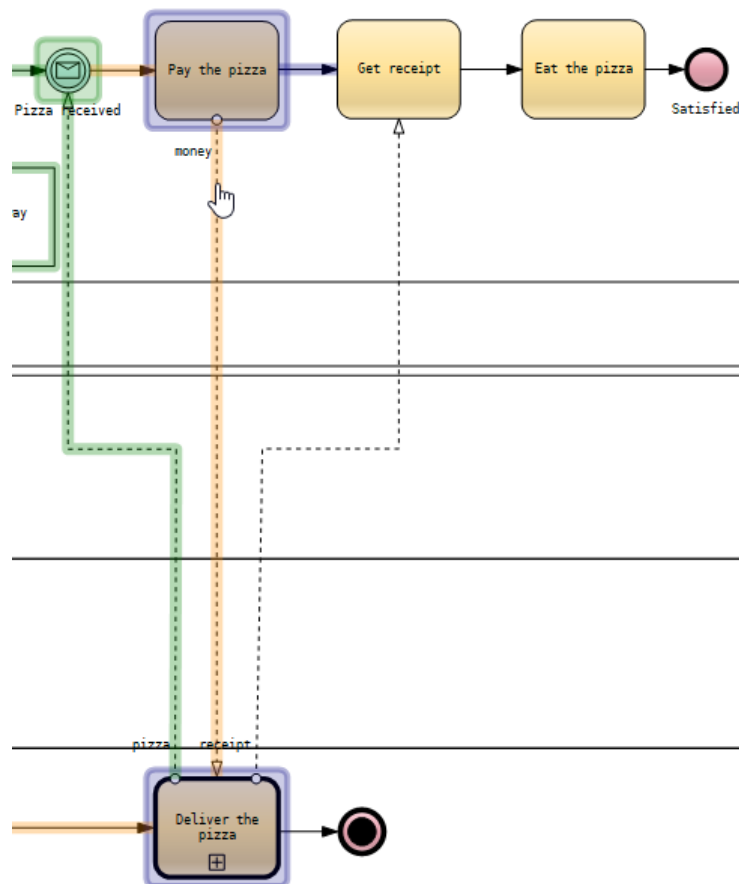 Pay the pizza
Get receipt
Eat the pizza
Pizza received
Satisfied
money
ay
pizza
receipt
Deliver the
pizza